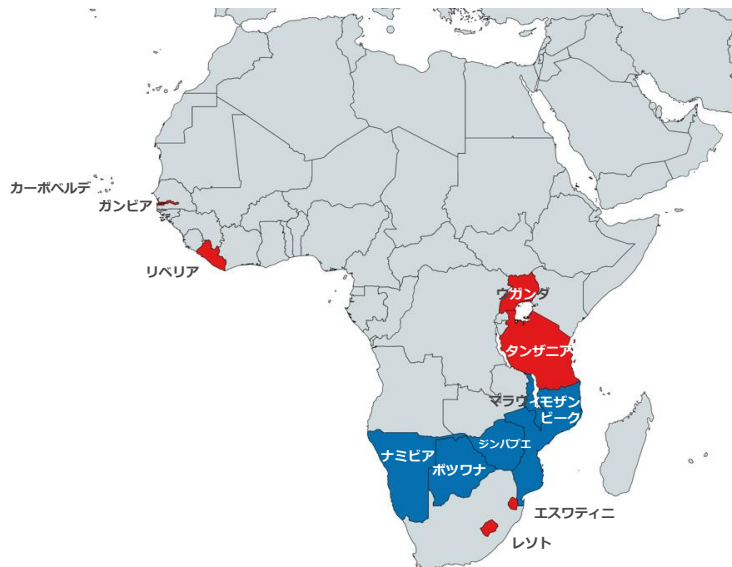 カーボベルデ
ガンビア
リベリア
ウガンダ
タンザニア
マラウイ
モザン
ビーク
ジンバブエ
ナミビア
ボツワナ
エスワティニ
レソト